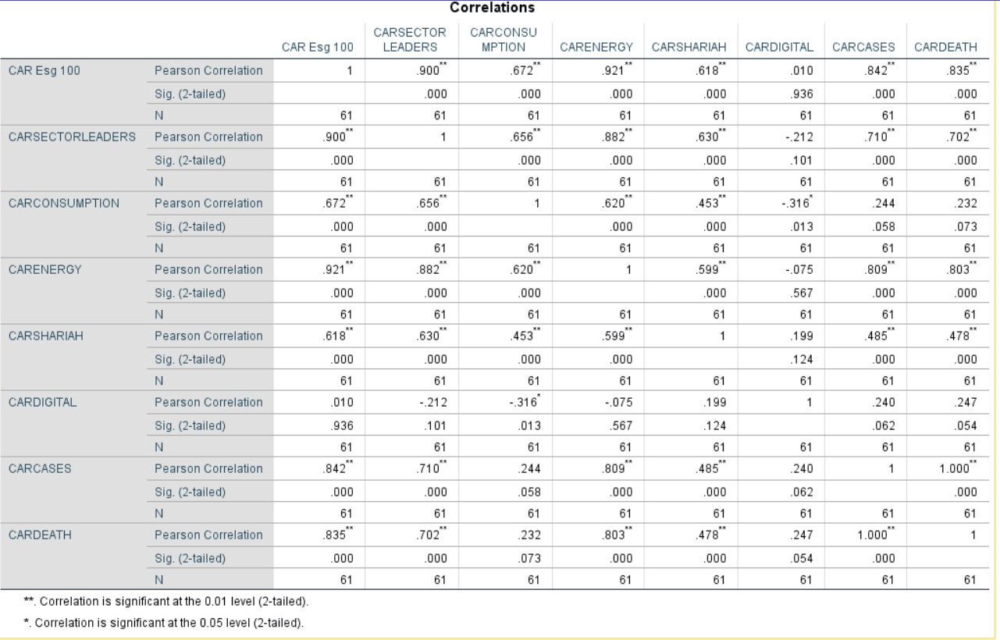 Correlations
CAR Esg 100 CARSECTOR LEADERS CARCONSU MPTION CARENERGY CARSHARIAH CARDIGITAL CARCASES CARDEATH
CAR Esg 100 Pearson Correlation 1 .900** .672** .921** .618** .010 .842** .835**
Sig. (2-tailed) .000 .000 .000 .000 .936 .000 .000
N 61 61 61 61 61 61 61 61
CARSECTORLEADERS Pearson Correlation .900** 1 .656** .882** .630** -.212 .710** .702**
Sig. (2-tailed) .000 .000 .000 .000 .101 .000 .000
N 61 61 61 61 61 61 61 61
CARCONSUMPTION Pearson Correlation .672** .656** 1 .620** .453** -.316* .244 .232
Sig. (2-tailed) .000 .000 .000 .000 .013 .058 .073
N 61 61 61 61 61 61 61 61
CARENERGY Pearson Correlation .921** .882** .620** 1 .599** -.075 .809** .803**
Sig. (2-tailed) .000 .000 .000 .000 .567 .000 .000
N 61 61 61 61 61 61 61 61
CARSHARIAH Pearson Correlation .618** .630** .453** .599** 1 .199 .485** .478**
Sig. (2-tailed) .000 .000 .000 .000 .124 .000 .000
N 61 61 61 61 61 61 61 61
CARDIGITAL Pearson Correlation .010 -.212 -.316* -.075 .199 1 .240 .247
Sig. (2-tailed) .936 .101 .013 .567 .124 .062 .054
N 61 61 61 61 61 61 61 61
CARCASES Pearson Correlation .842** .710** .244 .809** .485** .240 1 1.000**
Sig. (2-tailed) .000 .000 .058 .000 .000 .062 .000
N 61 61 61 61 61 61 61 61
CARDEATH Pearson Correlation .835** .702** .232 .803** .478** .247 1.000** 1
Sig. (2-tailed) .000 .000 .073 .000 .000 .054 .000
N 61 61 61 61 61 61 61 61
**. Correlation is significant at the 0.01 level (2-tailed).
*. Correlation is significant at the 0.05 level (2-tailed).